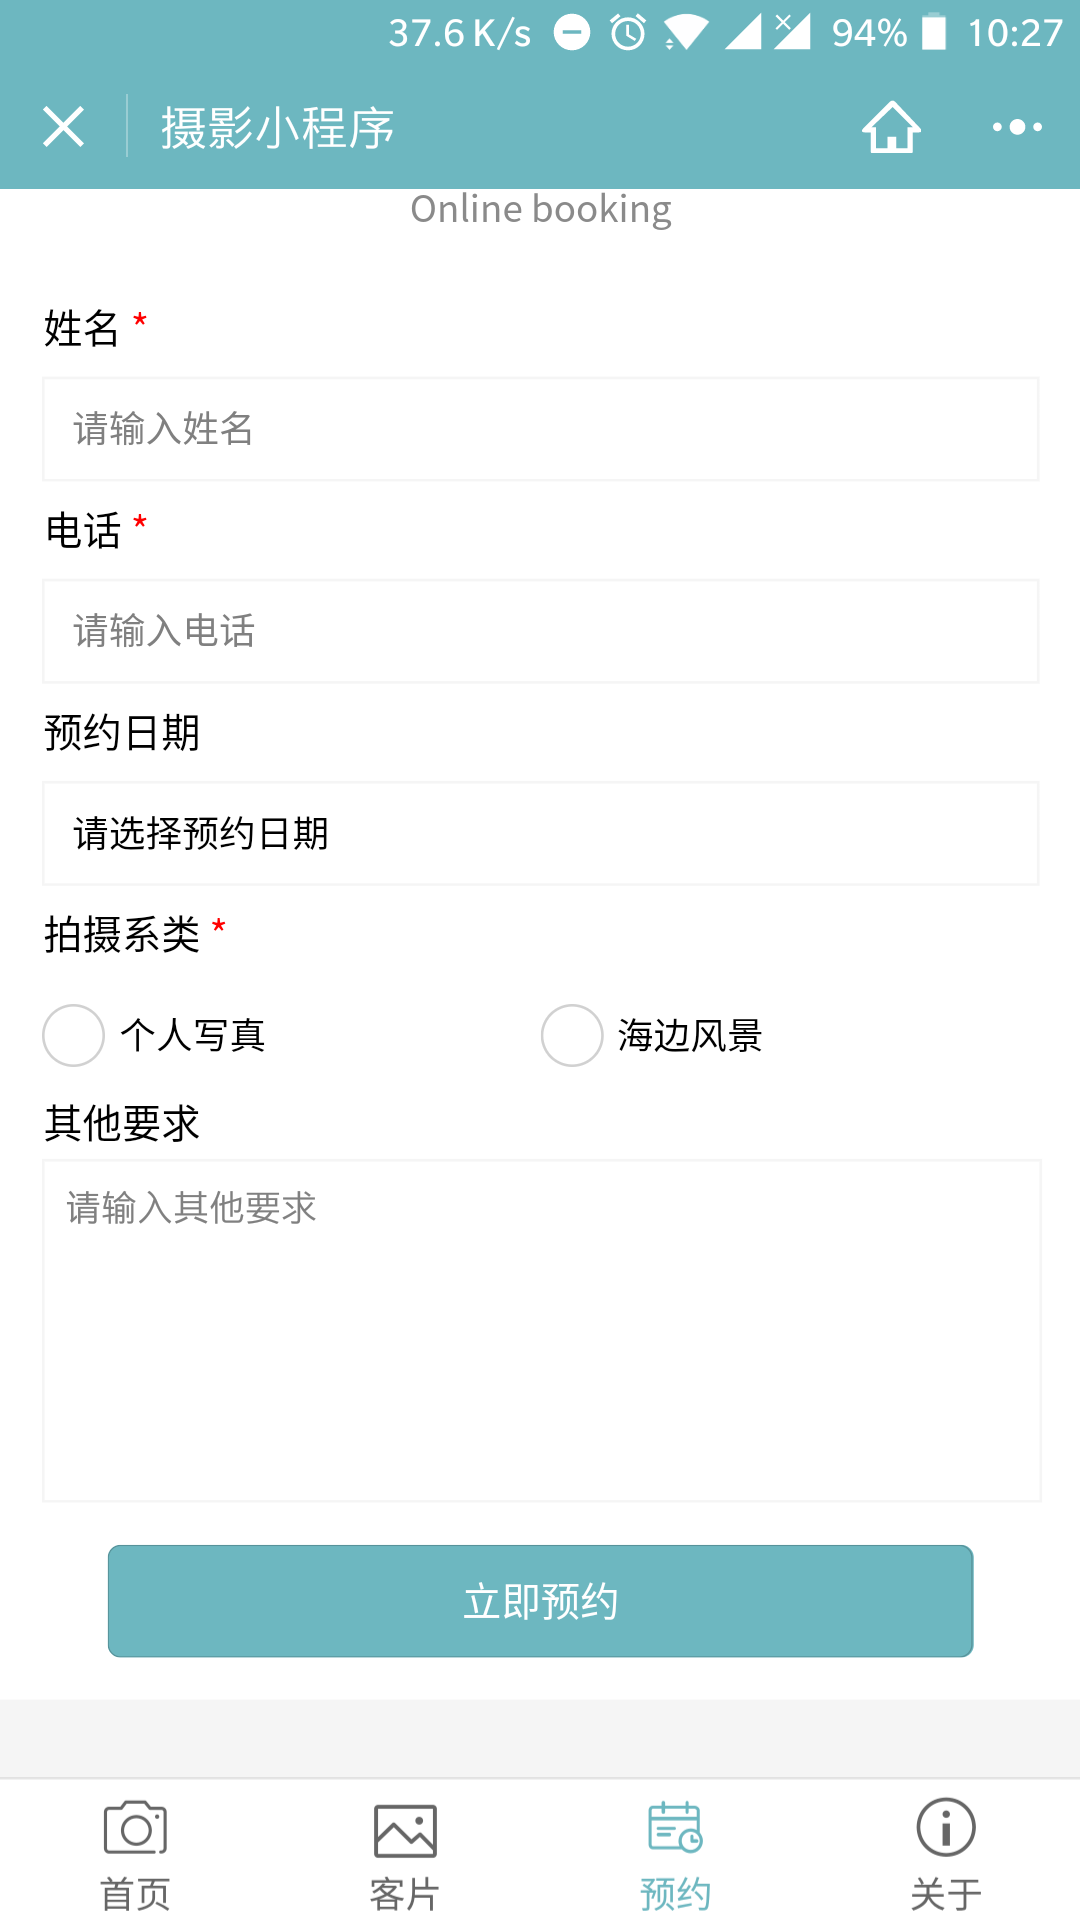 37.6 K/s 94% 10:27
摄影小程序
Online booking
姓名 *
请输入姓名
电话 *
请输入电话
预约日期
请选择预约日期
拍摄系类 *
个人写真 海边风景
其他要求
请输入其他要求
立即预约
首页 客片 预约 关于